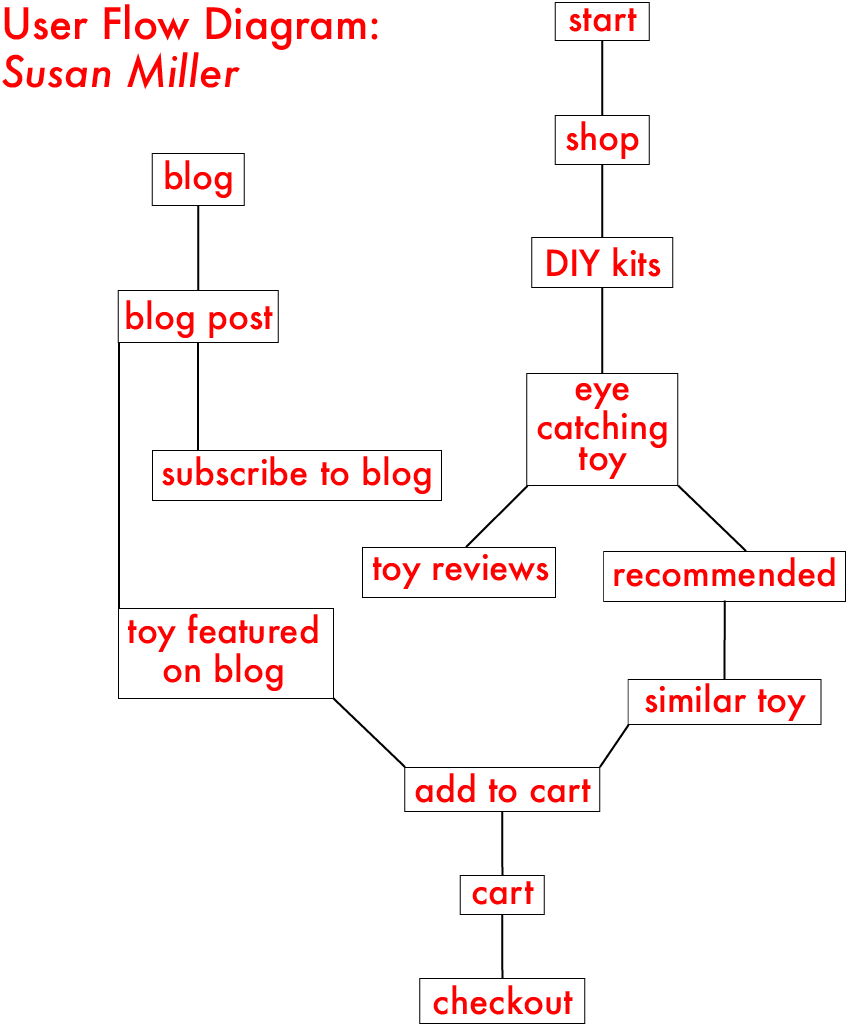 User Flow Diagram:
Susan Miller
start
shop
blog
DIY kits
blog post
eye
catching
toy
subscribe to blog
toy reviews
recommended
toy featured
on blog
similar toy
add to cart
cart
checkout